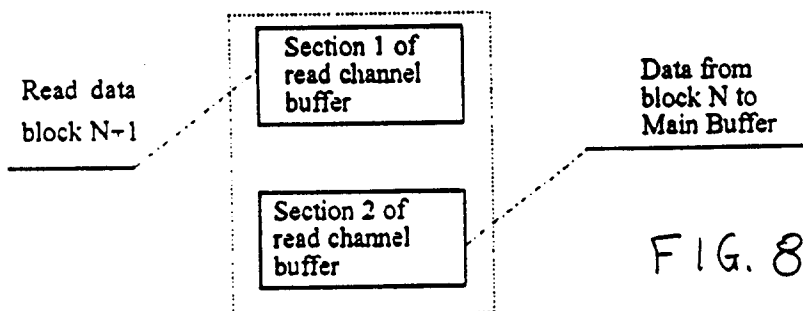 Section 1 of
read channel
buffer
Read data
block N+1
Data from
block N to
Main Buffer
Section 2 of
read channel
buffer
FIG. 8